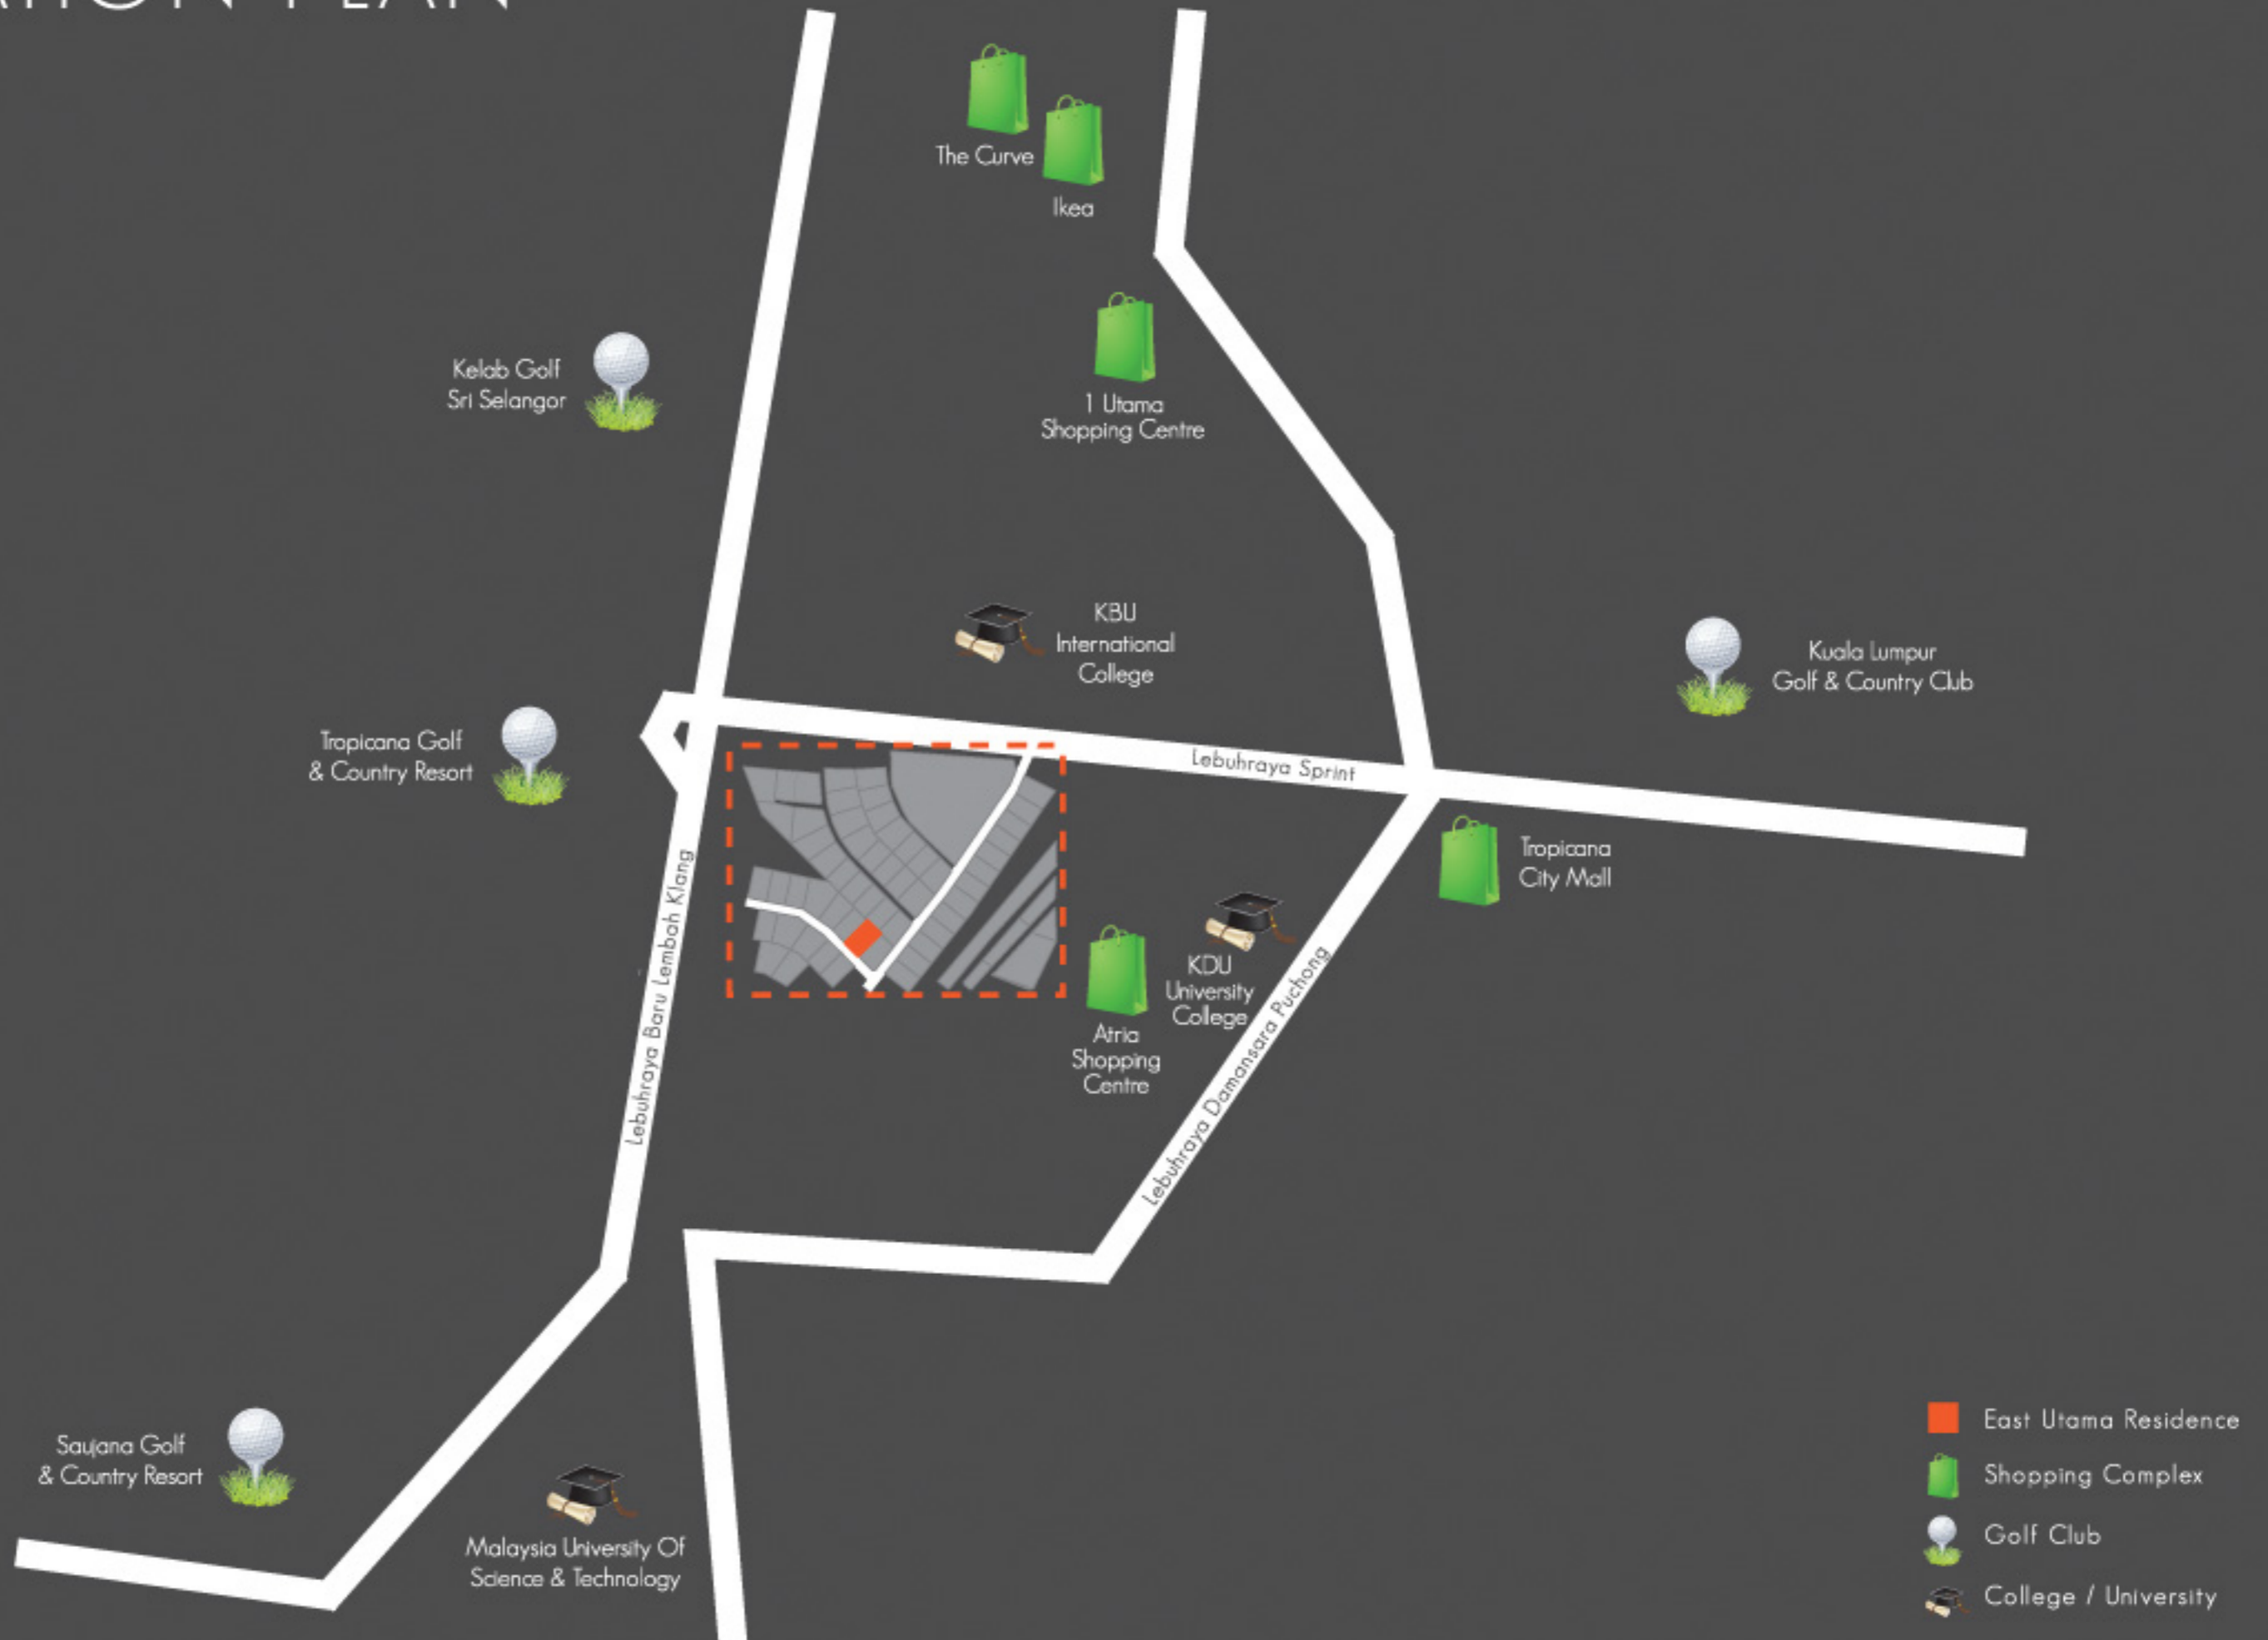 PLAN
The Curve
Ikea
Kelab Golf
Sri Selangor
1 Utama
Shopping Centre
KBU
International
College
Kuala Lumpur
Golf & Country Club
Tropicana Golf
& Country Resort
Lebuhraya Sprint
Tropicana
City Mall
Lebuhraya Baru Lembah Klang
KDU
University
College
Atria
Shopping
Centre
Lebuhraya Damansara Puchong
Saujana Golf
& Country Resort
Malaysia University Of
Science & Technology
East Utama Residence
Shopping Complex
Golf Club
College / University